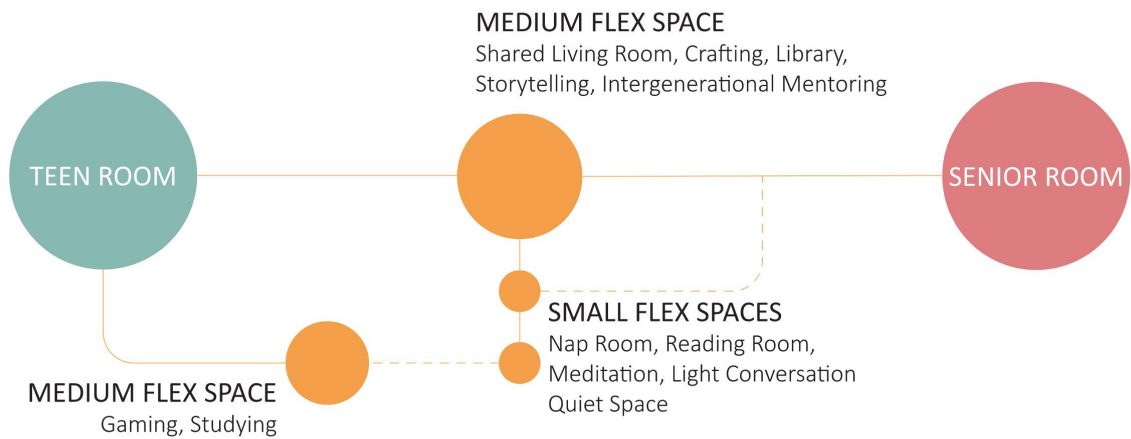 MEDIUM FLEX SPACE
Shared Living Room, Crafting, Library,
Storytelling, Intergenerational Mentoring
TEEN ROOM
SENIOR ROOM
SMALL FLEX SPACES
Nap Room, Reading Room,
Meditation, Light Conversation
Quiet Space
MEDIUM FLEX SPACE
Gaming, Studying